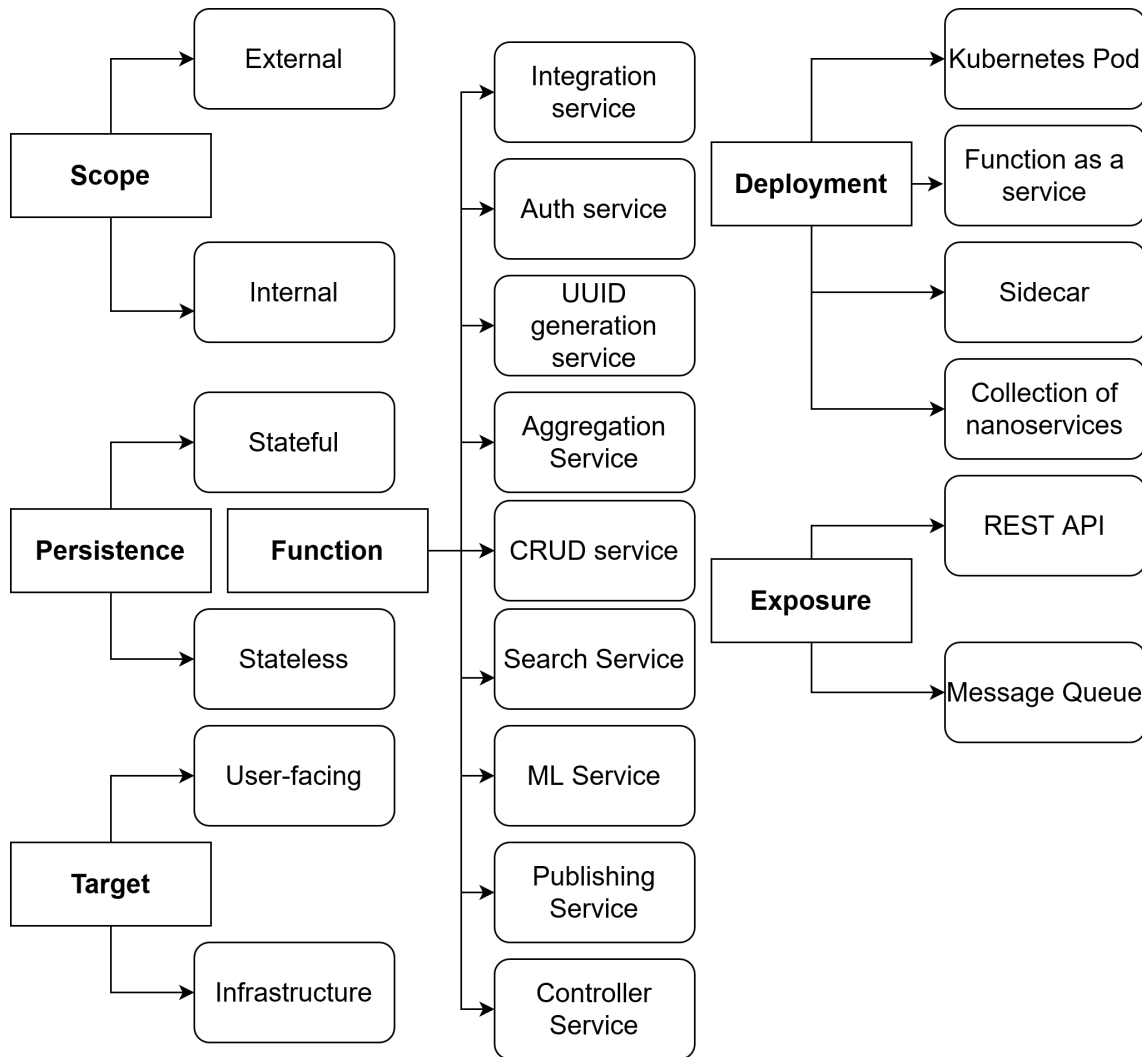 Scope
External
Internal
Persistence
Stateful
Stateless
Target
User-facing
Infrastructure
Function
Integration
service
Auth service
UUID
generation
service
Aggregation
Service
CRUD service
Search Service
ML Service
Publishing
Service
Controller
Service
Deployment
Kubernetes Pod
Function as a
service
Sidecar
Collection of
nanoservices
Exposure
REST API
Message Queue